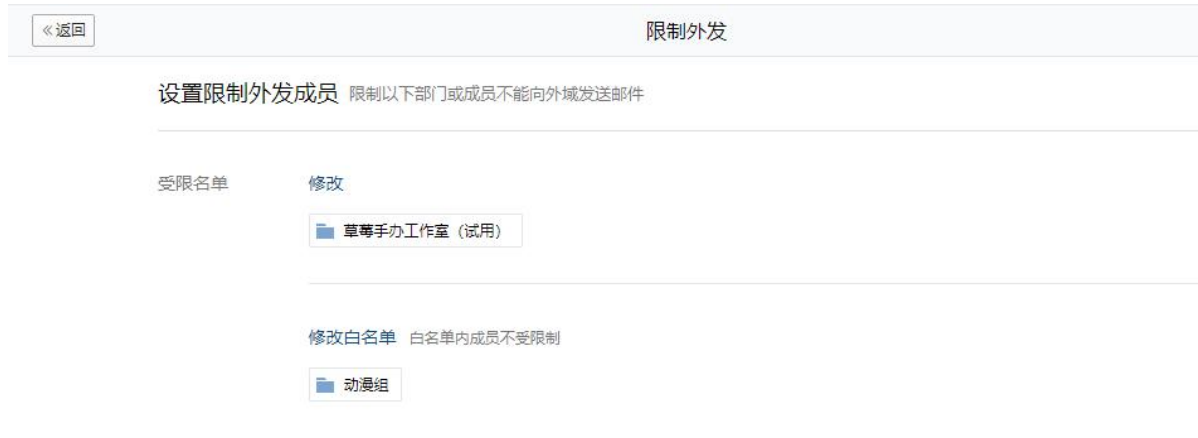 «返回
限制外发
设置限制外发成员 限制以下部门或成员不能向外域发送邮件
受限名单 修改
草莓手办工作室（试用）
修改白名单 白名单内成员不受限制
动漫组